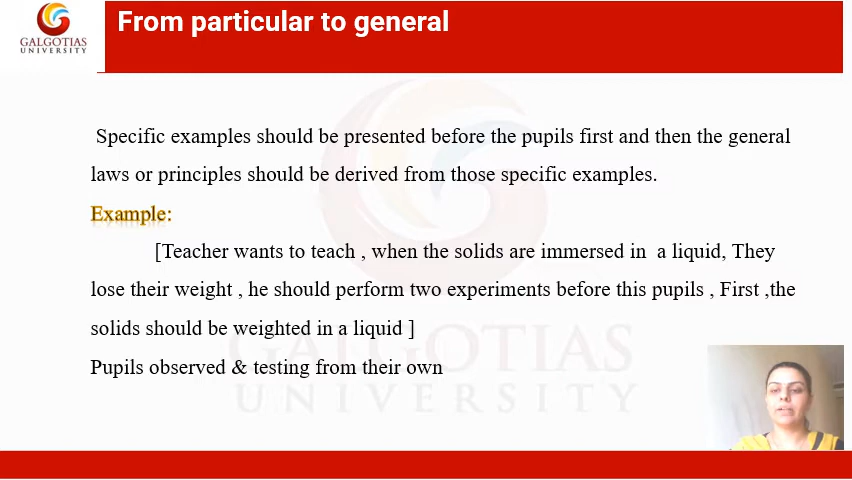 GALGOTIAS
UNIVERSITY
From particular to general
Specific examples should be presented before the pupils first and then the general
laws or principles should be derived from those specific examples.
Example:
[Teacher wants to teach , when the solids are immersed in a liquid, They
lose their weight , he should perform two experiments before this pupils , First ,the
solids should be weighted in a liquid ]
Pupils observed & testing from their own
GALGOTIAS
UNIVERSITY